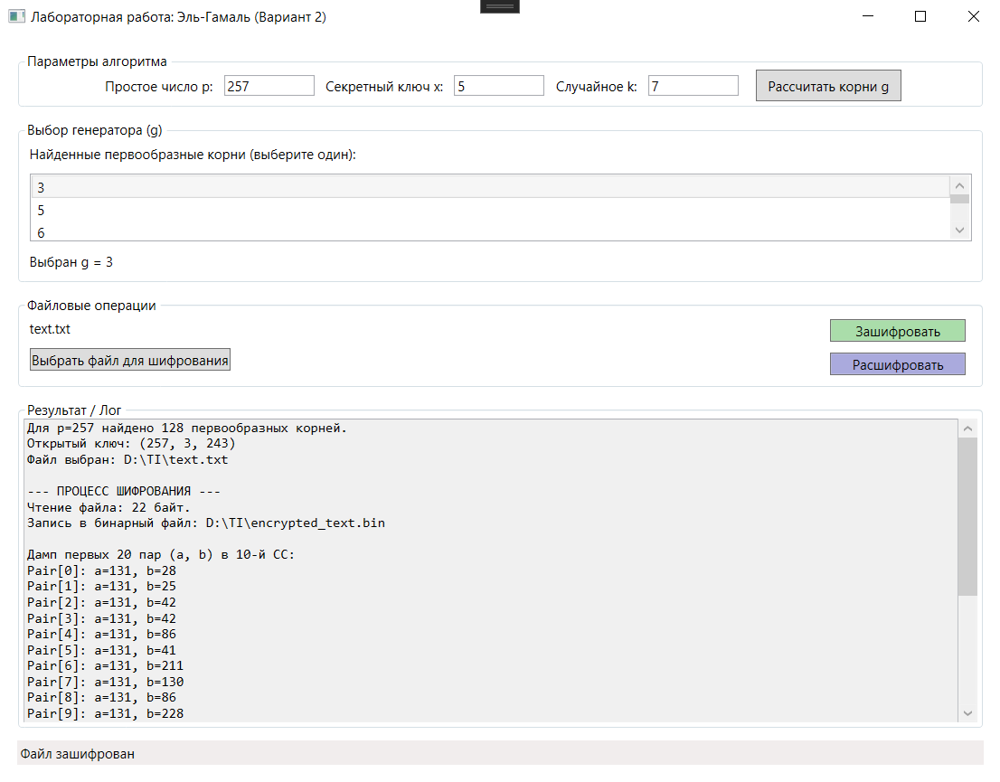 Лабораторная работа: Эль-Гамаль (Вариант 2)
Параметры алгоритма
Простое число p: 257 Секретный ключ x: 5 Случайное k: 7 Рассчитать корни g
Выбор генератора (g)
Найденные первообразные корни (выберите один):
3
5
6
Выбран g = 3
Файловые операции
text.txt
Зашифровать
Выбрать файл для шифрования
Расшифровать
Результат / Лог
Для p=257 найдено 128 первообразных корней.
Открытый ключ: (257, 3, 243)
Файл выбран: D:\TI\text.txt
--- ПРОЦЕСС ШИФРОВАНИЯ ---
Чтение файла: 22 байт.
Запись в бинарный файл: D:\TI\encrypted_text.bin
Дамп первых 20 пар (a, b) в 10-й СС:
Pair[0]: a=131, b=28
Pair[1]: a=131, b=25
Pair[2]: a=131, b=42
Pair[3]: a=131, b=42
Pair[4]: a=131, b=86
Pair[5]: a=131, b=41
Pair[6]: a=131, b=211
Pair[7]: a=131, b=130
Pair[8]: a=131, b=86
Pair[9]: a=131, b=228
Файл зашифрован